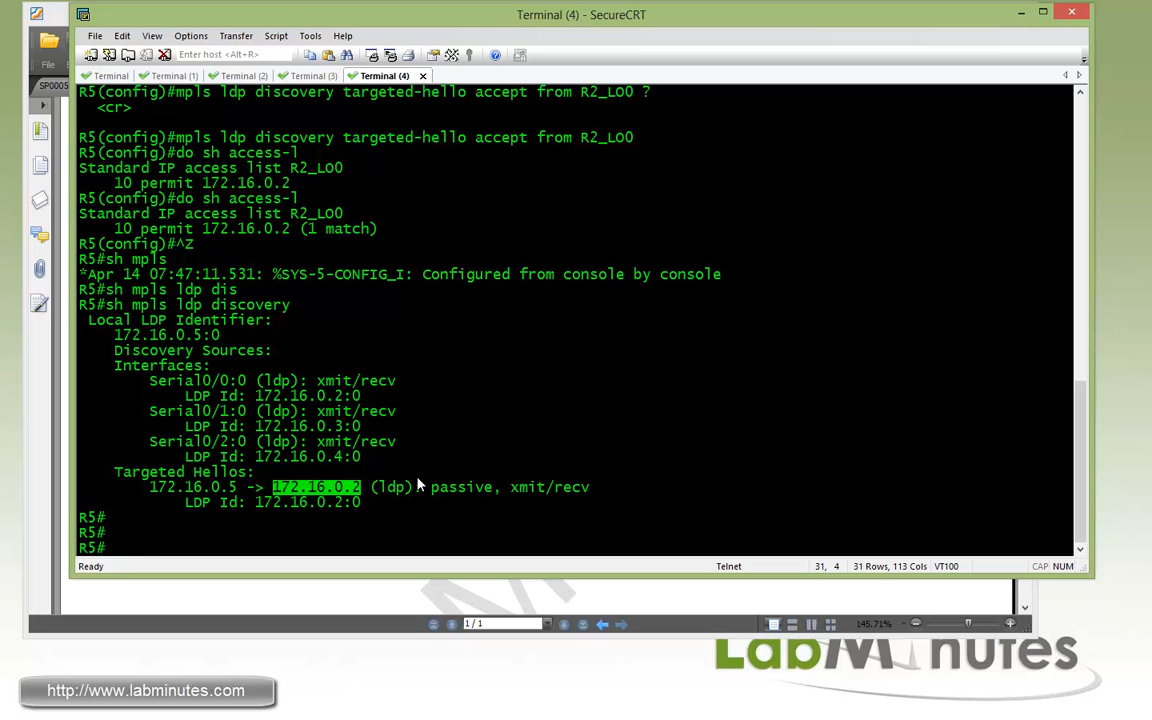 Terminal (4) - SecureCRT
File Edit View Options Transfer Script Tools Help
File
Enter host <Alt+R>
SP0005
Terminal Terminal (1) Terminal (2) Terminal (3) Terminal (4)
R5(config)#mpls ldp discovery targeted-hello accept from R2_LO0 ?
<cr>
R5(config)#mpls ldp discovery targeted-hello accept from R2_LO0
R5(config)#do sh access-l
Standard IP access list R2_LO0
10 permit 172.16.0.2
R5(config)#do sh access-l
Standard IP access list R2_LO0
10 permit 172.16.0.2 (1 match)
R5(config)#^Z
R5#sh mpls
*Apr 14 07:47:11.531: %SYS-5-CONFIG_I: Configured from console by console
R5#sh mpls ldp dis
R5#sh mpls ldp discovery
Local LDP Identifier:
172.16.0.5:0
Discovery Sources:
Interfaces:
Serial0/0:0 (ldp): xmit/recv
LDP Id: 172.16.0.2:0
Serial0/1:0 (ldp): xmit/recv
LDP Id: 172.16.0.3:0
Serial0/2:0 (ldp): xmit/recv
LDP Id: 172.16.0.4:0
Targeted Hellos:
172.16.0.5 -> 172.16.0.2 (ldp): passive, xmit/recv
LDP Id: 172.16.0.2:0
R5#
R5#
R5#
Ready Telnet 31, 4 31 Rows, 113 Cols VT100 CAP NUM
1 / 1 145.71%
LabMinutes
http://www.labminutes.com